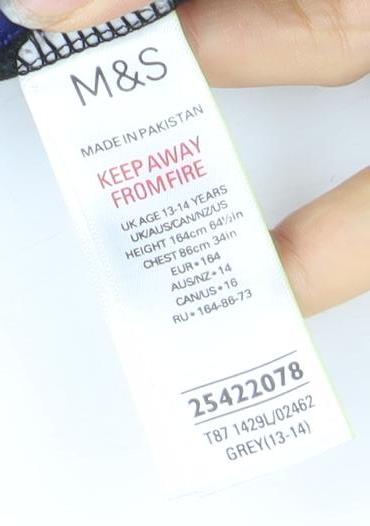 M&S
MADE IN PAKISTAN
KEEP AWAY
FROM FIRE
UK AGE 13-14 YEARS
UK/AUS/CAN/NZ/US
HEIGHT 164cm 64½in
CHEST 86cm 34in
EUR•164
AUS/NZ•14
CAN/US•16
RU•164-86-73
25422078
T87 1429L/02462
GREY(13-14)